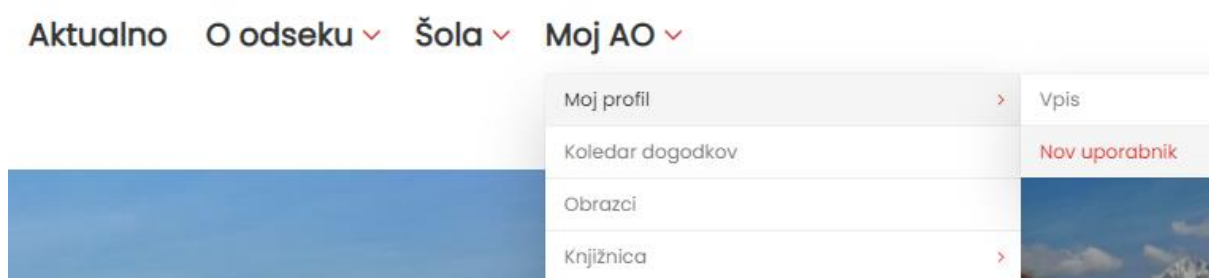 Aktualno O odseku Šola Moj AO
Moj profil Vpis
Koledar dogodkov Nov uporabnik
Obrazci
Knjižnica